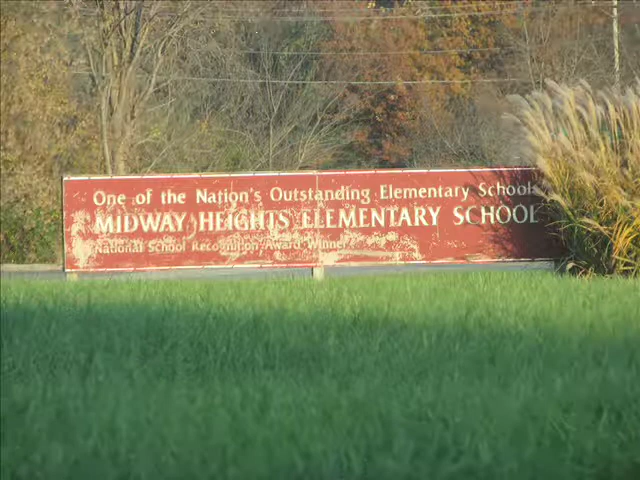 One of the Nation's Outstanding Elementary Schools
MIDWAY HEIGHTS ELEMENTARY SCHOOL
National School Recognition Award Winner